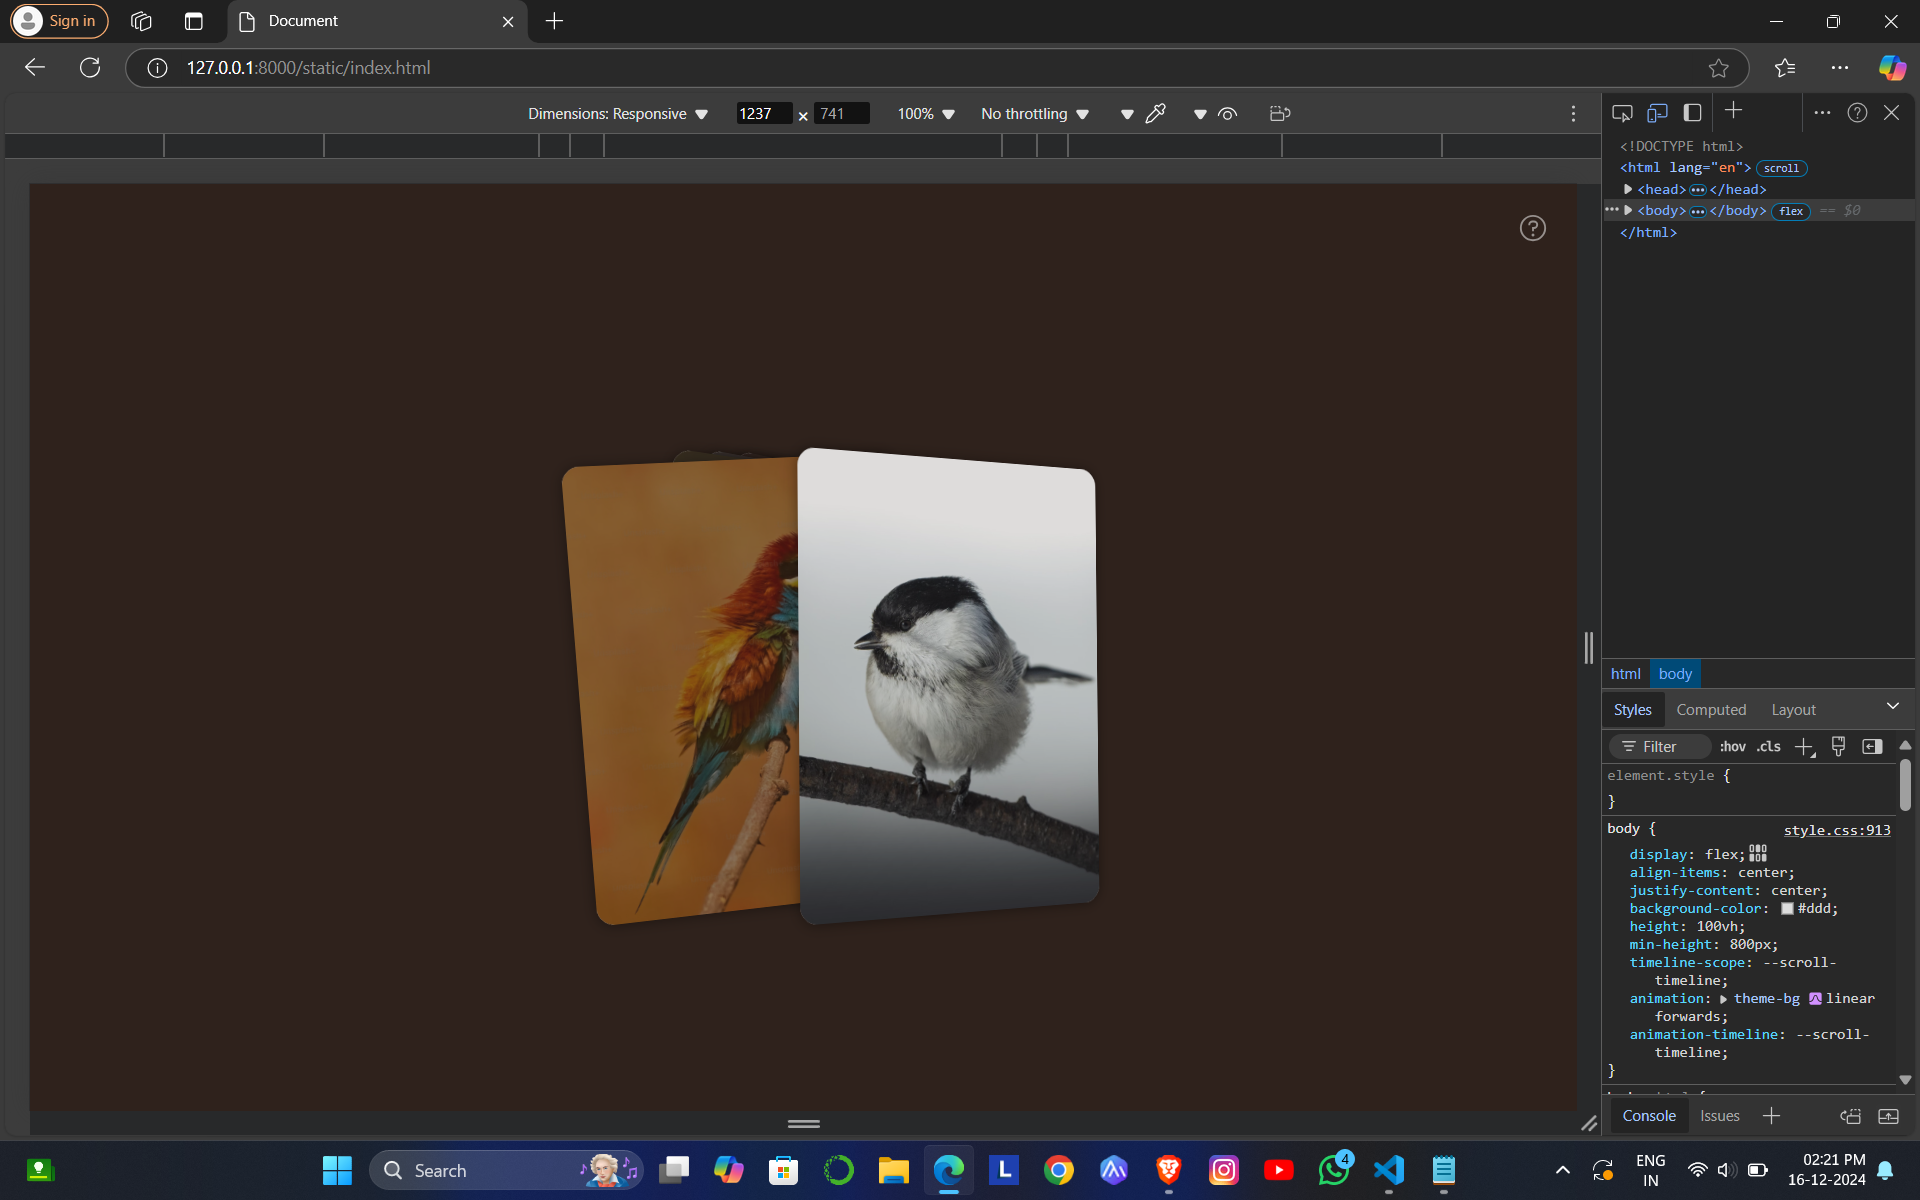 Sign in
Document
127.0.0.1:8000/static/index.html
Dimensions: Responsive 1237 × 741 100% No throttling
<!DOCTYPE html>
<html lang="en"> scroll
<head> ••• </head>
••• <body> ••• </body> flex == $0
</html>
?
html body
Styles Computed Layout
Filter :hov .cls
element.style {
}
body { style.css:913
display: flex;
align-items: center;
justify-content: center;
background-color: #ddd;
height: 100vh;
min-height: 800px;
timeline-scope: --scroll-
timeline;
animation: theme-bg linear
forwards;
animation-timeline: --scroll-
timeline;
}
Console Issues
Search
L
4
ENG
IN
02:21 PM
16-12-2024